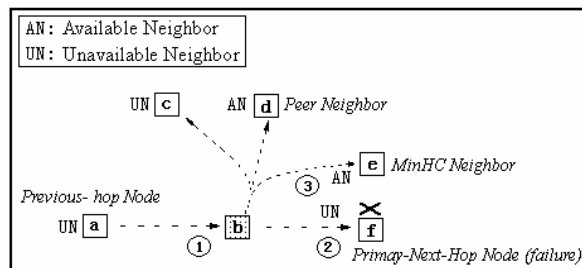 AN: Available Neighbor
UN: Unavailable Neighbor
UN c
AN d Peer Neighbor
e MinHC Neighbor
AN
3
Previous- hop Node
UN a
b
UN
f
1
2
Primay-Next-Hop Node (failure)